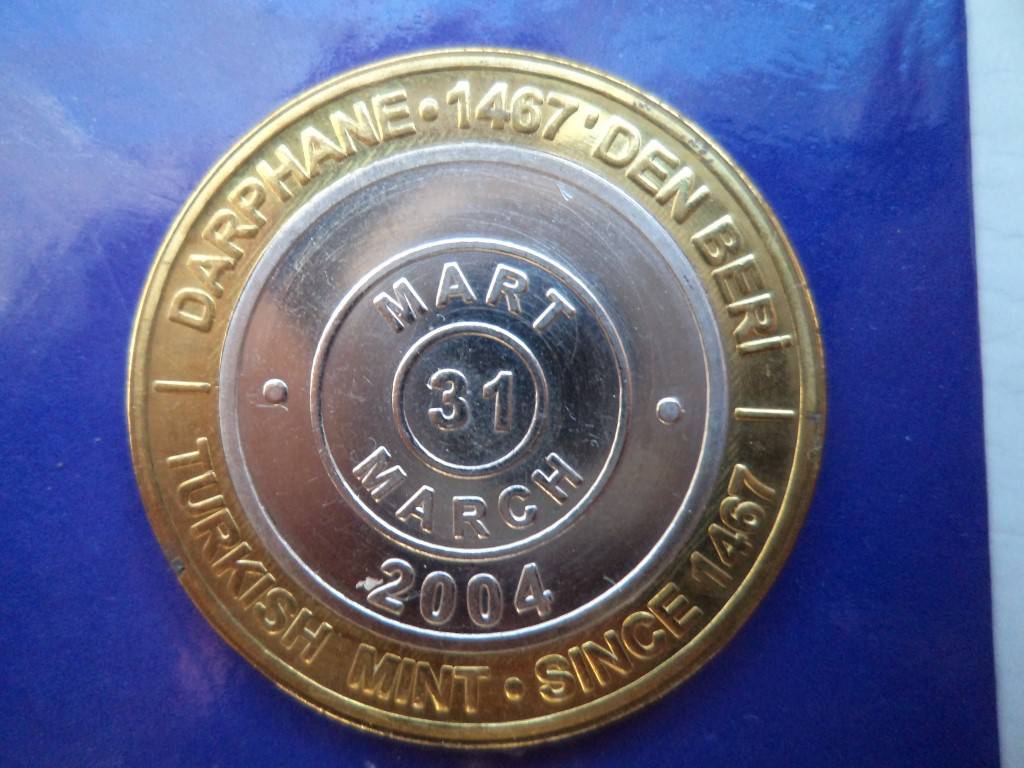 DARPHANE • 1467'DEN BERİ
MART
31
MARCH
2004
TURKISH MINT • SINCE 1467